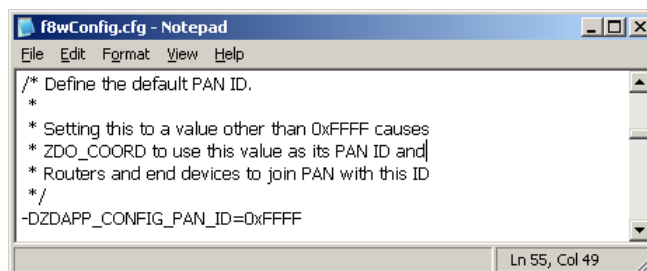 f8wConfig.cfg - Notepad
File Edit Format View Help
/* Define the default PAN ID.
*
* Setting this to a value other than 0xFFFF causes
* ZDO_COORD to use this value as its PAN ID and
* Routers and end devices to join PAN with this ID
*/
-DZDAPP_CONFIG_PAN_ID=0xFFFF
Ln 55, Col 49